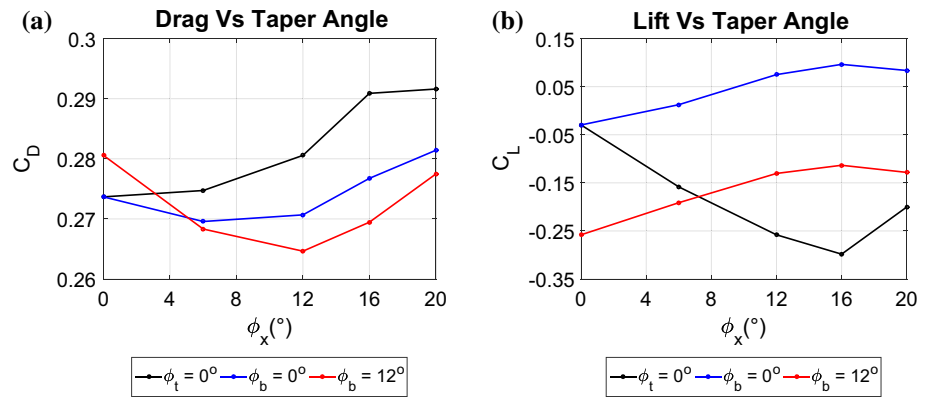 (a)
Drag Vs Taper Angle
0.3
0.29
0.28
0.27
0.26
C_D
0 4 8 12 16 20
ϕ_x(°)
ϕ_t = 0° ϕ_b = 0° ϕ_b = 12°
(b)
Lift Vs Taper Angle
0.15
0.05
-0.05
-0.15
-0.25
-0.35
C_L
0 4 8 12 16 20
ϕ_x(°)
ϕ_t = 0° ϕ_b = 0° ϕ_b = 12°